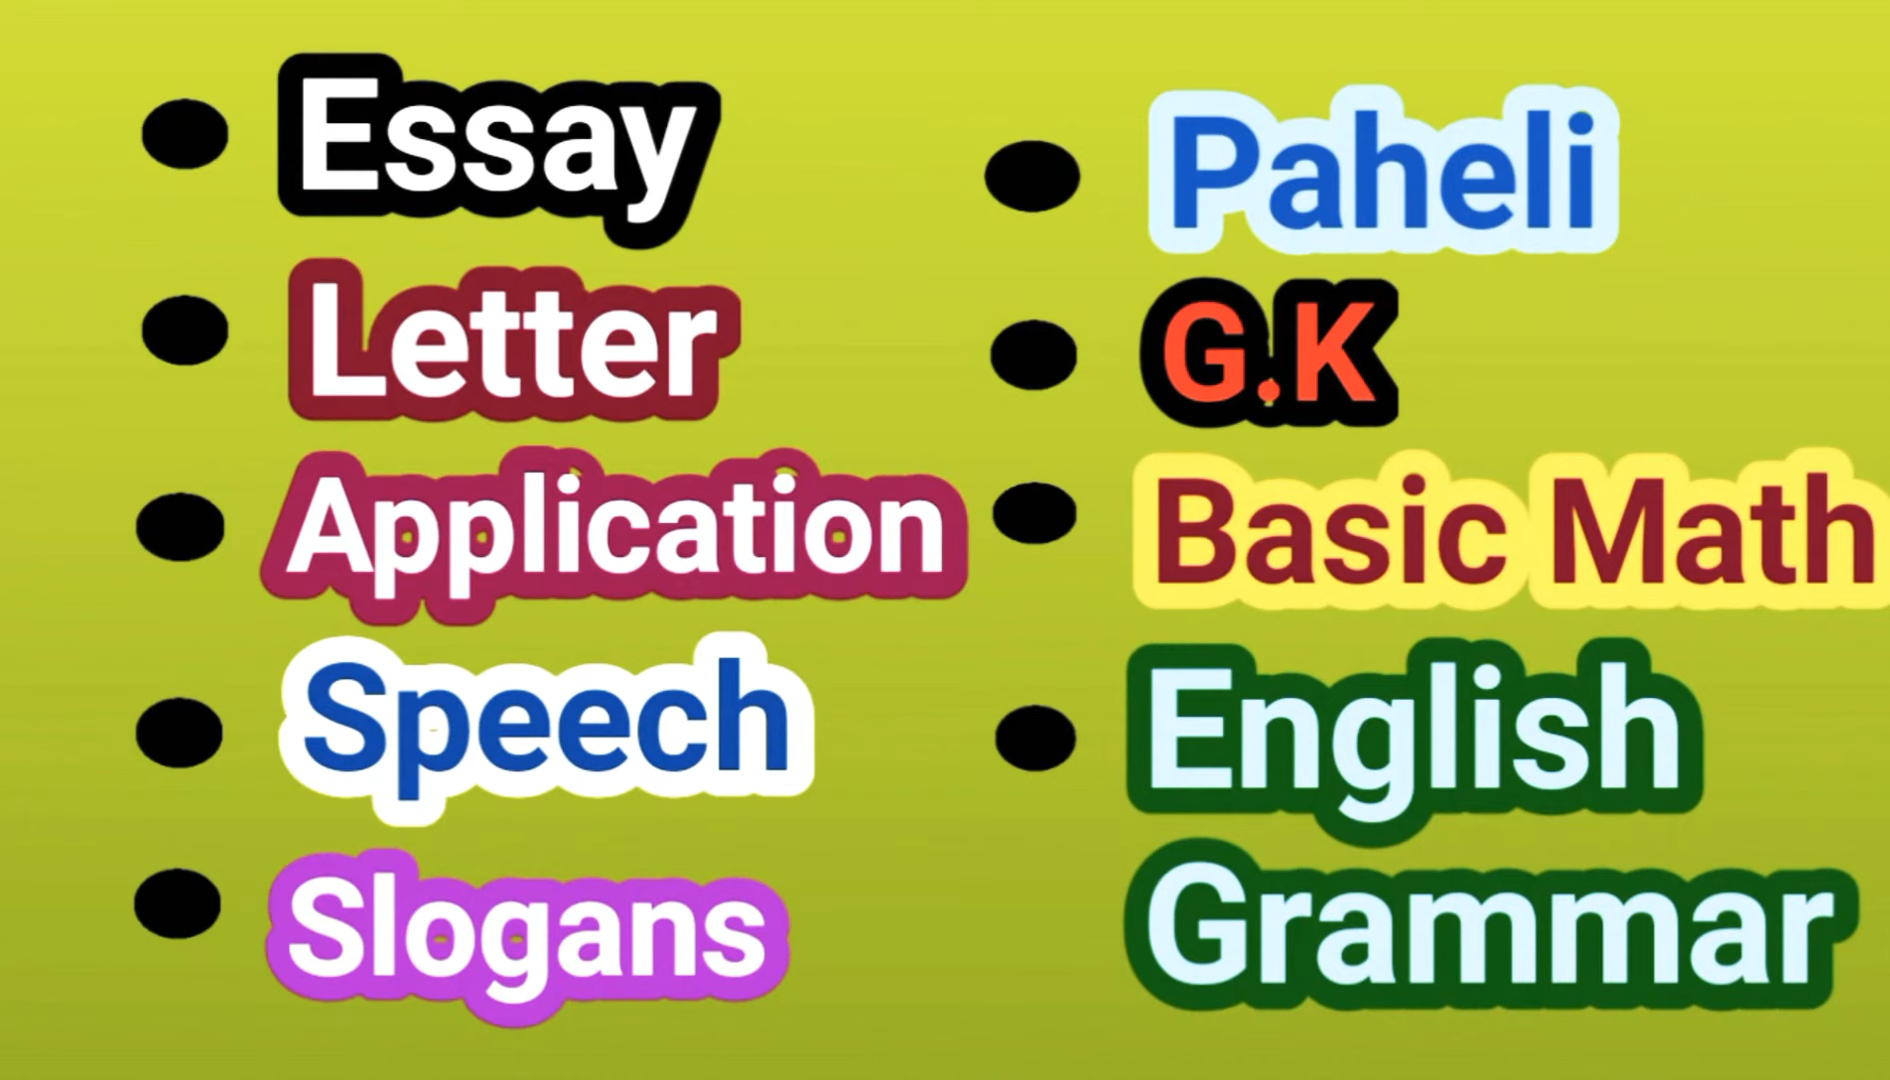 Essay
Letter
Application
Speech
Slogans
Paheli
G.K
Basic Math
English
Grammar